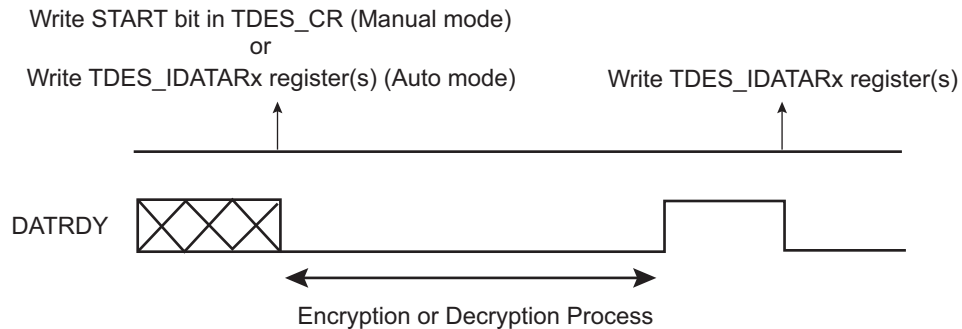 Write START bit in TDES_CR (Manual mode)
or
Write TDES_IDATARx register(s) (Auto mode)
Write TDES_IDATARx register(s)
DATRDY
Encryption or Decryption Process